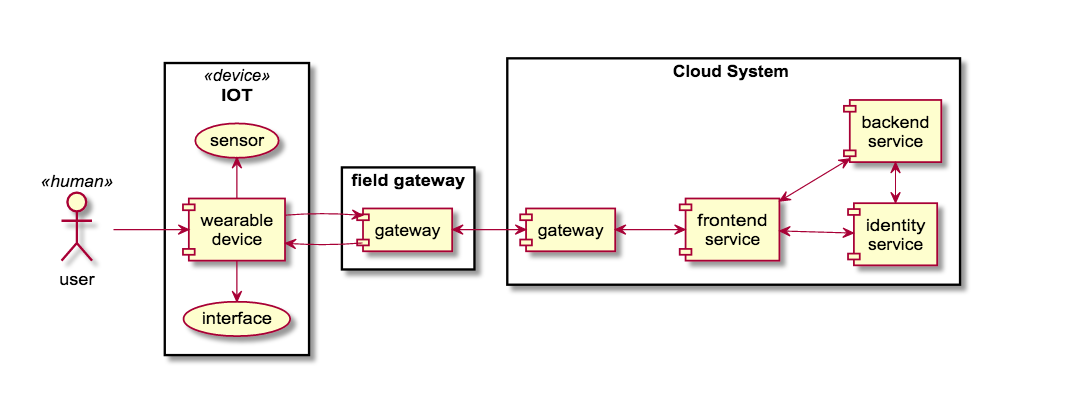 «human»
user
«device»
IOT
sensor
wearable
device
interface
field gateway
gateway
Cloud System
gateway
frontend
service
backend
service
identity
service